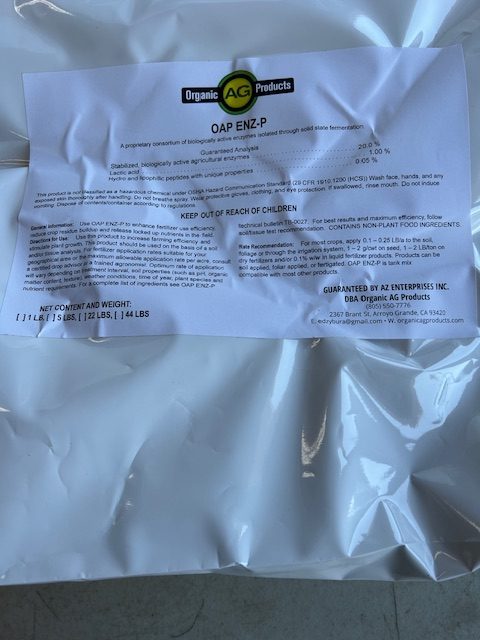 Organic AG Products
OAP ENZ-P
A proprietary consortium of biologically active enzymes isolated through solid state fermentation.
Guaranteed Analysis
Stabilized, biologically active agricultural enzymes 20.0 %
Lactic acid 1.00 %
Hydro and lipophilic peptides with unique properties 0.05 %
This product is not classified as a hazardous chemical under OSHA Hazard Communication Standard (29 CFR 1910.1200 (HCS)) Wash face, hands, and any
exposed skin thoroughly after handling. Do not breathe spray. Wear protective gloves, clothing, and eye protection. If swallowed, rinse mouth. Do not induce
vomiting. Dispose of contents/container according to regulations.
KEEP OUT OF REACH OF CHILDREN
General Information: Use OAP ENZ-P to enhance fertilizer use efficiency,
reduce crop residue buildup and release locked up nutrients in the field.
Directions for Use: Use this product to increase farming efficiency and
stimulate plant growth. This product should be used on the basis of a soil
and/or tissue analysis. For fertilizer application rates suitable for your
program/area or the maximum allowable application rate per acre, consult
a certified crop advisor or a trained agronomist. Optimum rate of application
will vary depending on treatment interval, soil properties (such as pH, organic
matter content, texture), weather conditions, time of year, plant species and
nutrient requirements. For a complete list of ingredients see OAP ENZ-P
technical bulletin TB-0027. For best results and maximum efficiency, follow
soil/tissue test recommendation. CONTAINS NON-PLANT FOOD INGREDIENTS.
Rate Recommendation: For most crops, apply 0.1 – 0.25 LB/a to the soil,
foliage or through the irrigation system, 1 – 2 g/cwt on seed, 1 – 2 LB/ton on
dry fertilizers and/or 0.1% w/w in liquid fertilizer products. Products can be
soil applied, foliar applied, or fertigated. OAP ENZ-P is tank mix
compatible with most other products.
NET CONTENT AND WEIGHT:
[ ] 1 LB, [ ] 5 LBS, [ ] 22 LBS, [ ] 44 LBS
GUARANTEED BY AZ ENTERPRISES INC.
DBA Organic AG Products
(805) 550-7776
2367 Brant St, Arroyo Grande, CA 93420
E: edzybura@gmail.com • W: organicagproducts.com